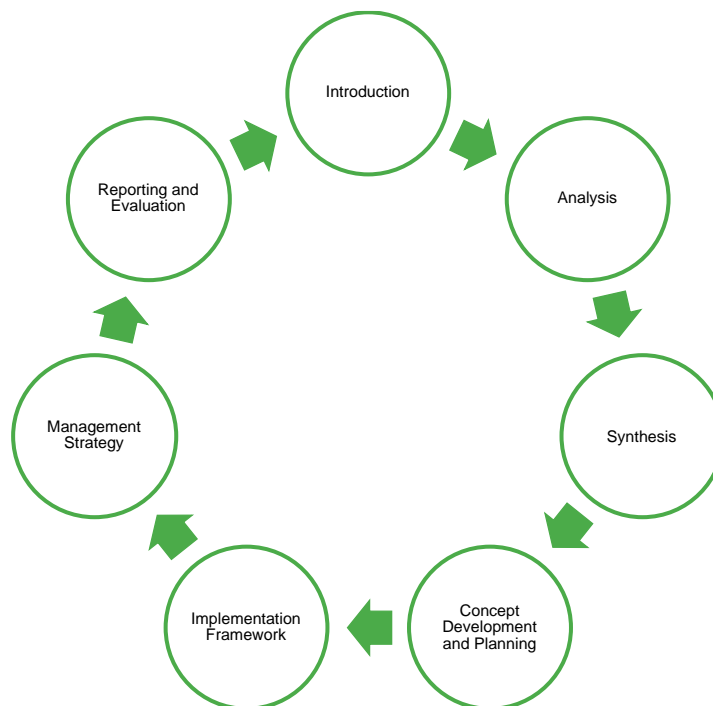 Introduction
Analysis
Synthesis
Concept
Development
and Planning
Implementation
Framework
Management
Strategy
Reporting and
Evaluation